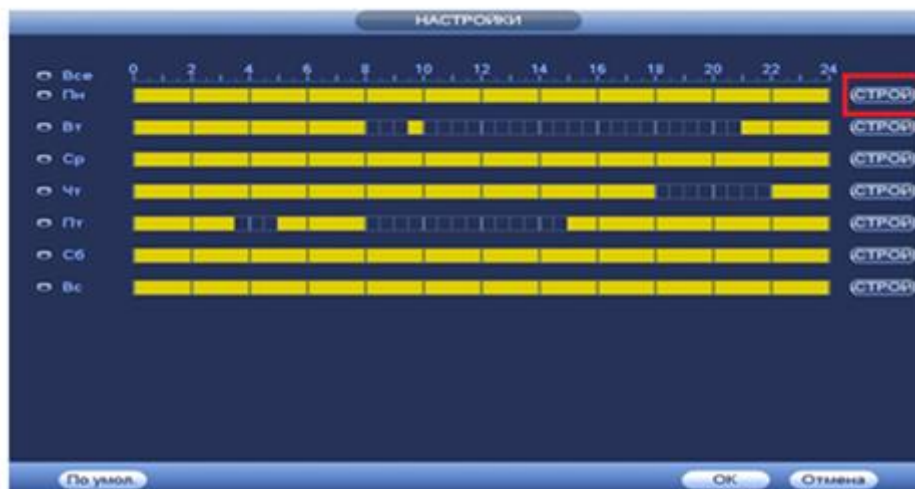 НАСТРОЙКИ
0 2 4 6 8 10 12 14 16 18 20 22 24
Все
Пн (СТРОЙ
Вт (СТРОЙ
Ср (СТРОЙ
Чт (СТРОЙ
Пт (СТРОЙ
Сб (СТРОЙ
Вс (СТРОЙ
По умол. ОК Отмена